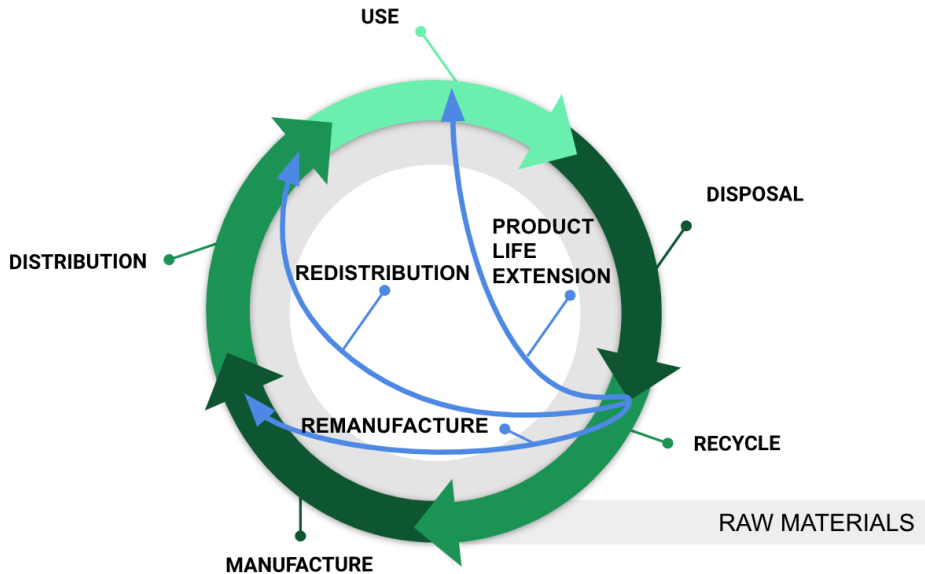 USE
DISPOSAL
PRODUCT
LIFE
EXTENSION
DISTRIBUTION
REDISTRIBUTION
REMANUFACTURE
RECYCLE
RAW MATERIALS
MANUFACTURE